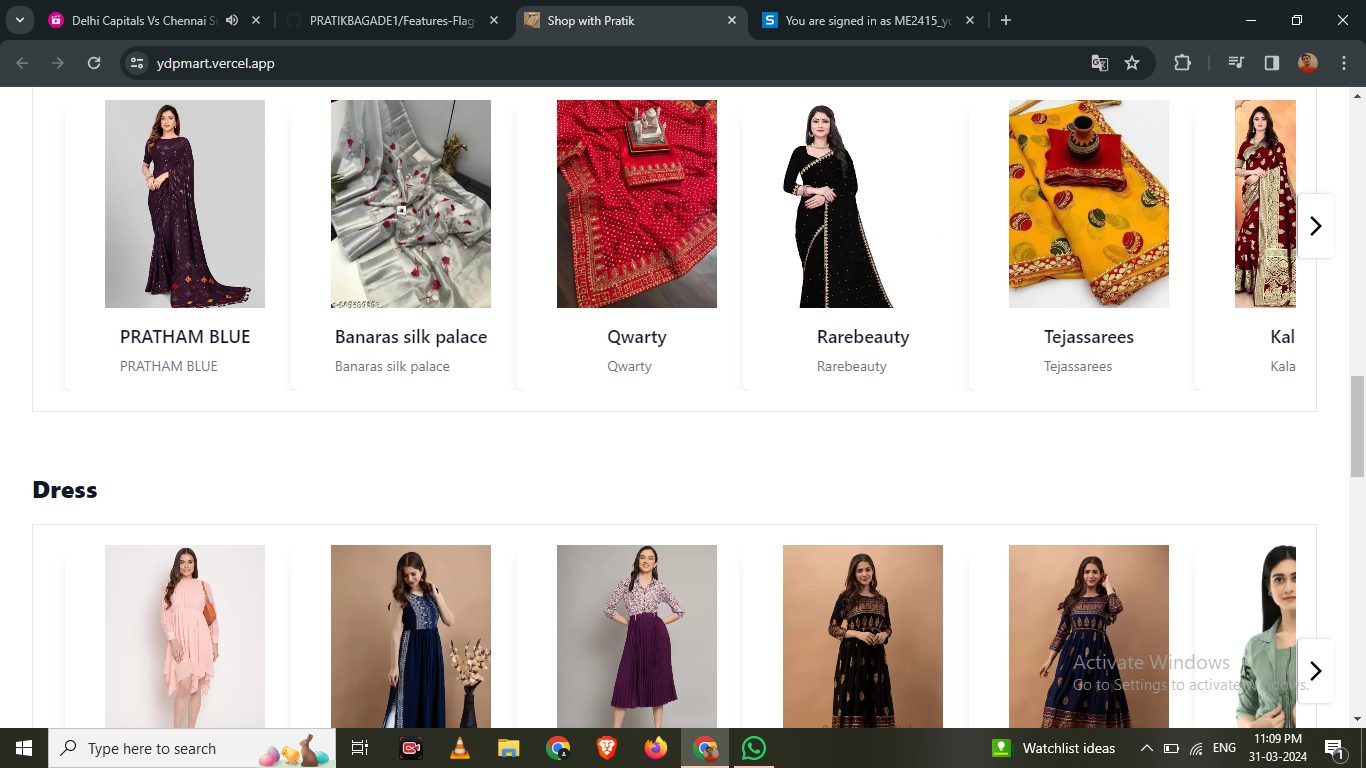 Delhi Capitals Vs Chennai S
PRATIKBAGADE1/Features-Flag
Shop with Pratik
S
You are signed in as ME2415_y
ydpmart.vercel.app
PRATHAM BLUE
PRATHAM BLUE
Banaras silk palace
Banaras silk palace
Qwarty
Qwarty
Rarebeauty
Rarebeauty
Tejassarees
Tejassarees
Kal
Kala
Dress
Activate Windows
Go to Settings to activate Windows.
Type here to search
Watchlist ideas
ENG
11:09 PM
31-03-2024
1